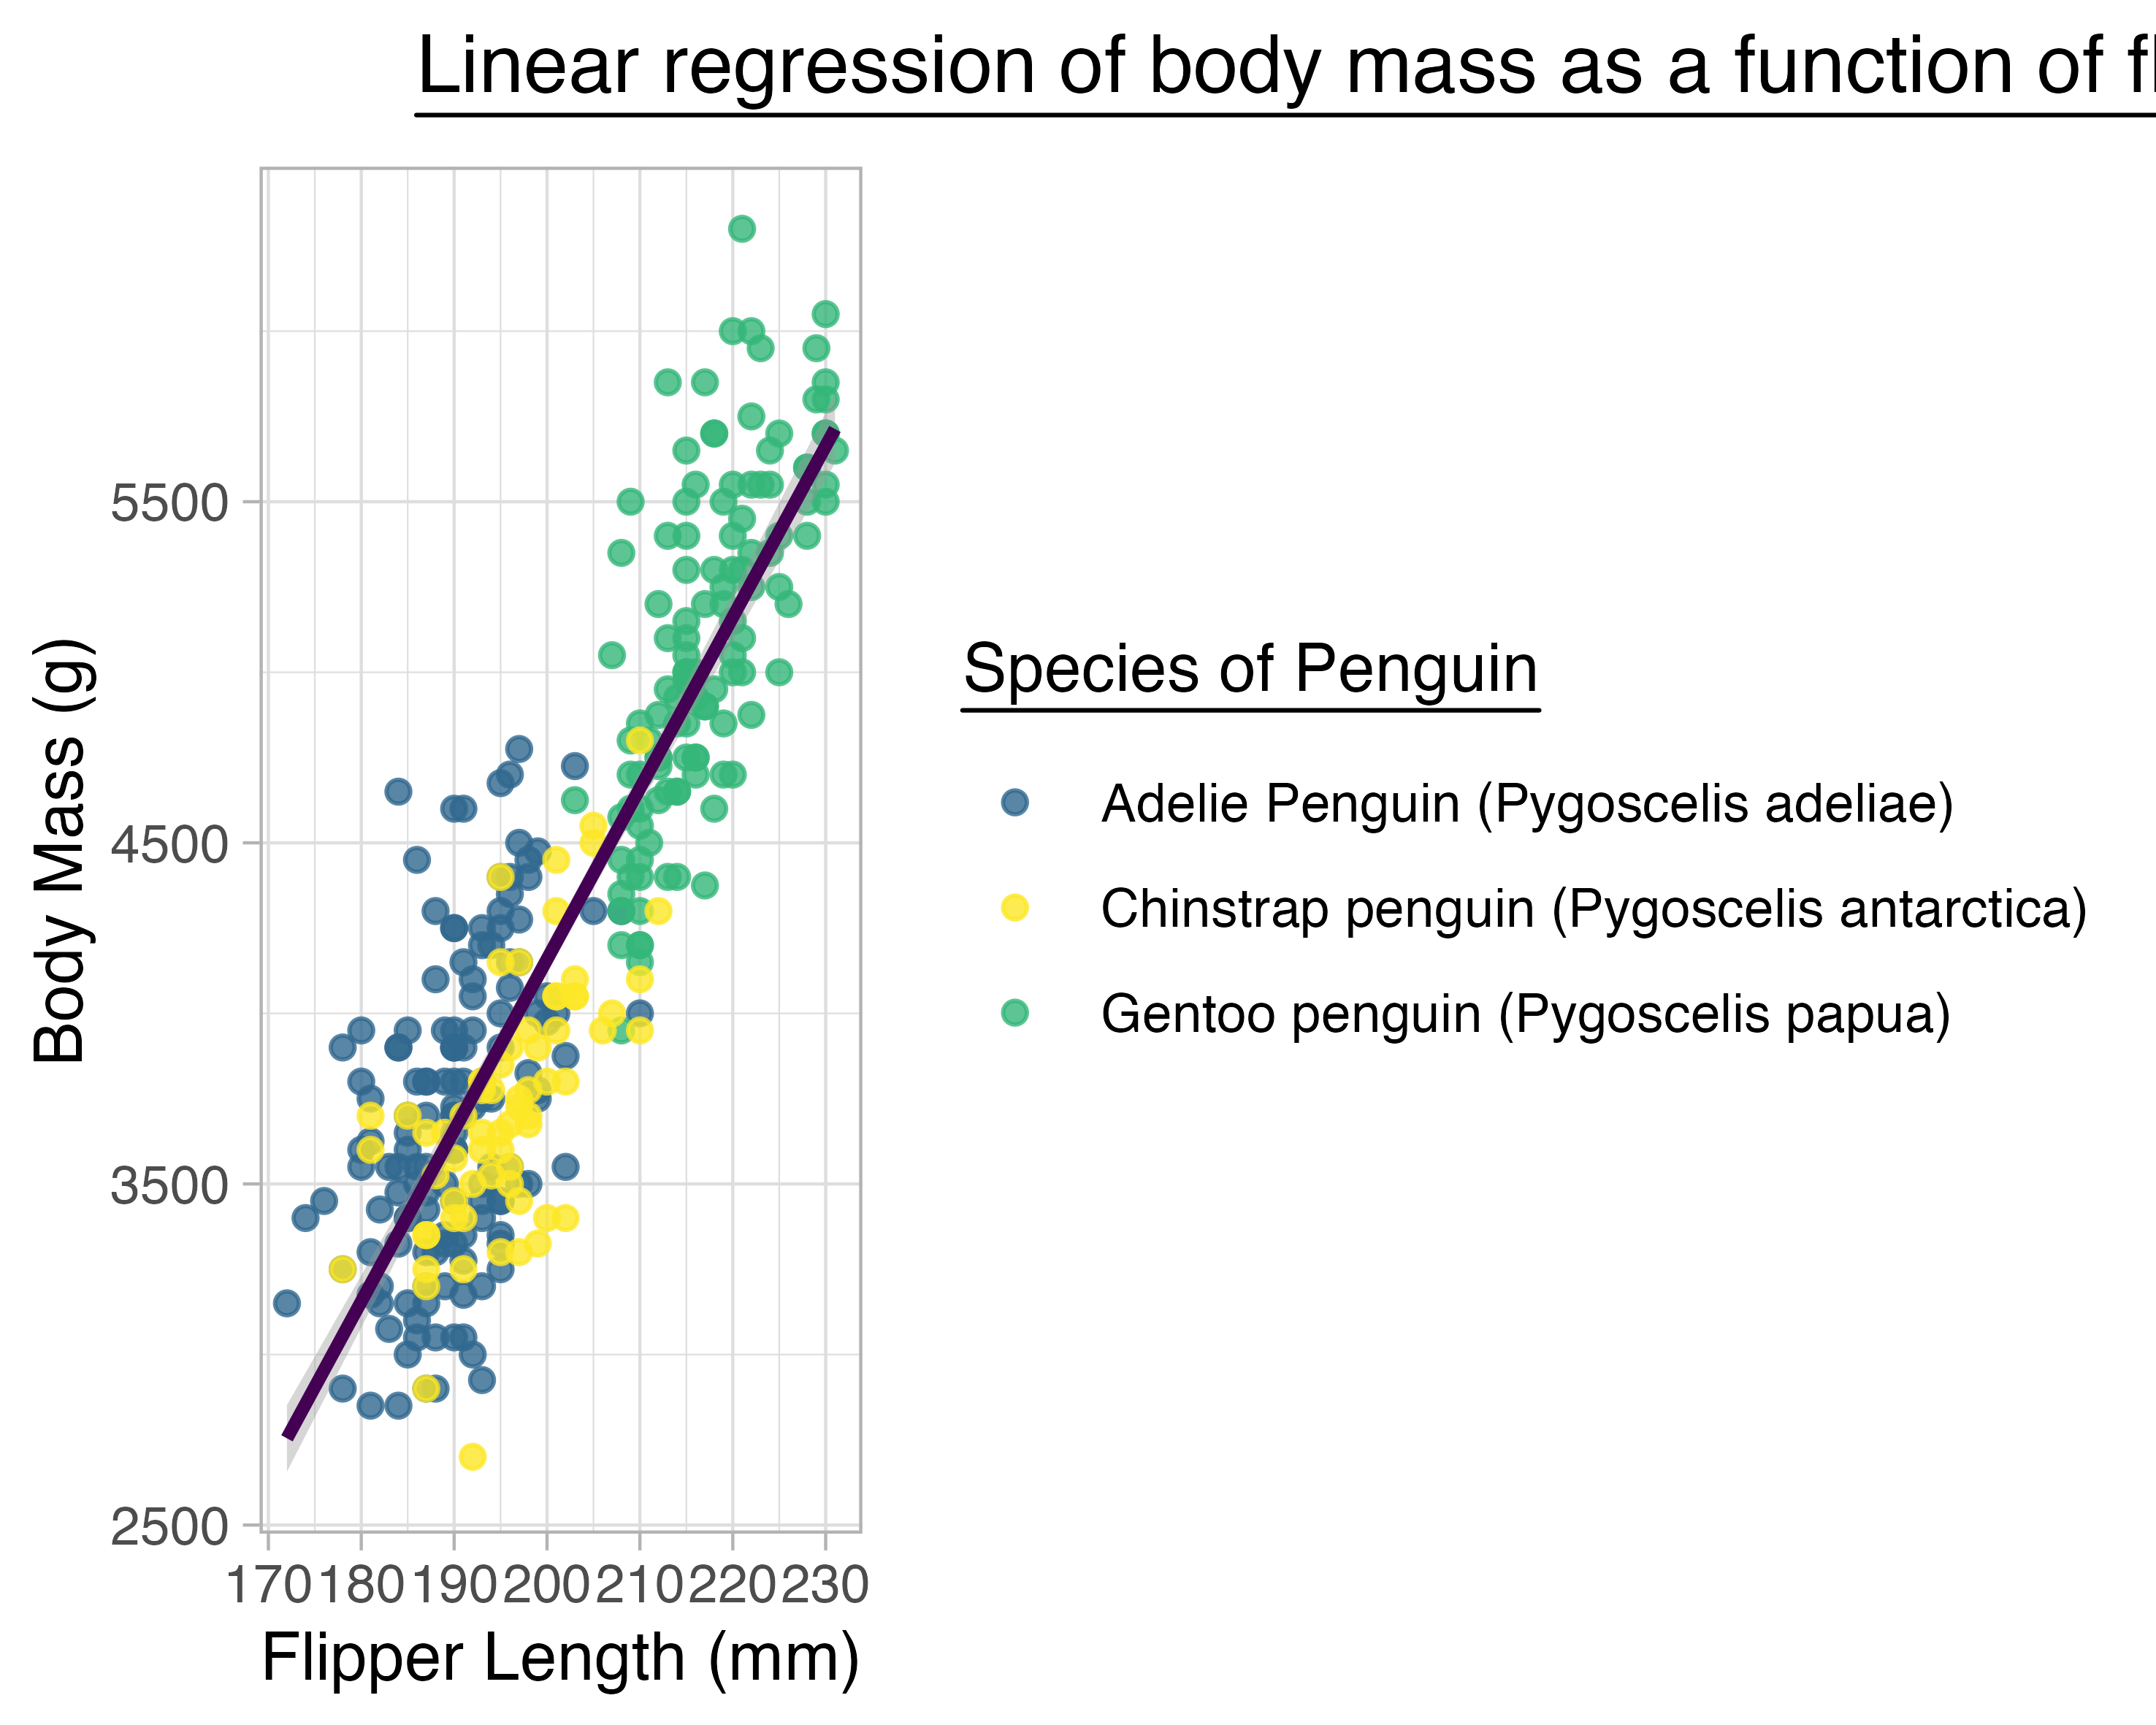 Linear regression of body mass as a function of
Body Mass (g)
5500
4500
3500
2500
170 180 190 200 210 220 230
Flipper Length (mm)
Species of Penguin
Adelie Penguin (Pygoscelis adeliae)
Chinstrap penguin (Pygoscelis antarctica)
Gentoo penguin (Pygoscelis papua)